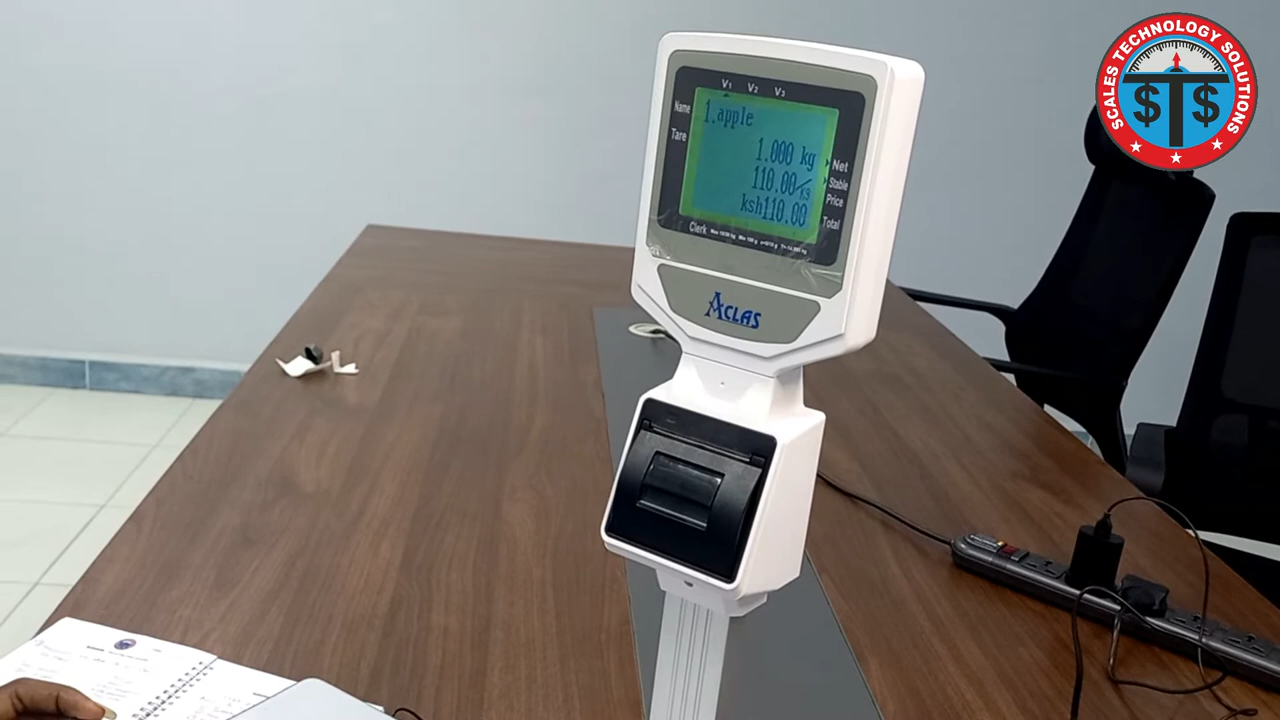 SCALES TECHNOLOGY SOLUTIONS
$ $
V1 V2 V3
Name
1.apple
Tare
1.000 kg
Net
110.00/kg
Stable
Price
ksh110.00
Total
Clerk
ACLAS